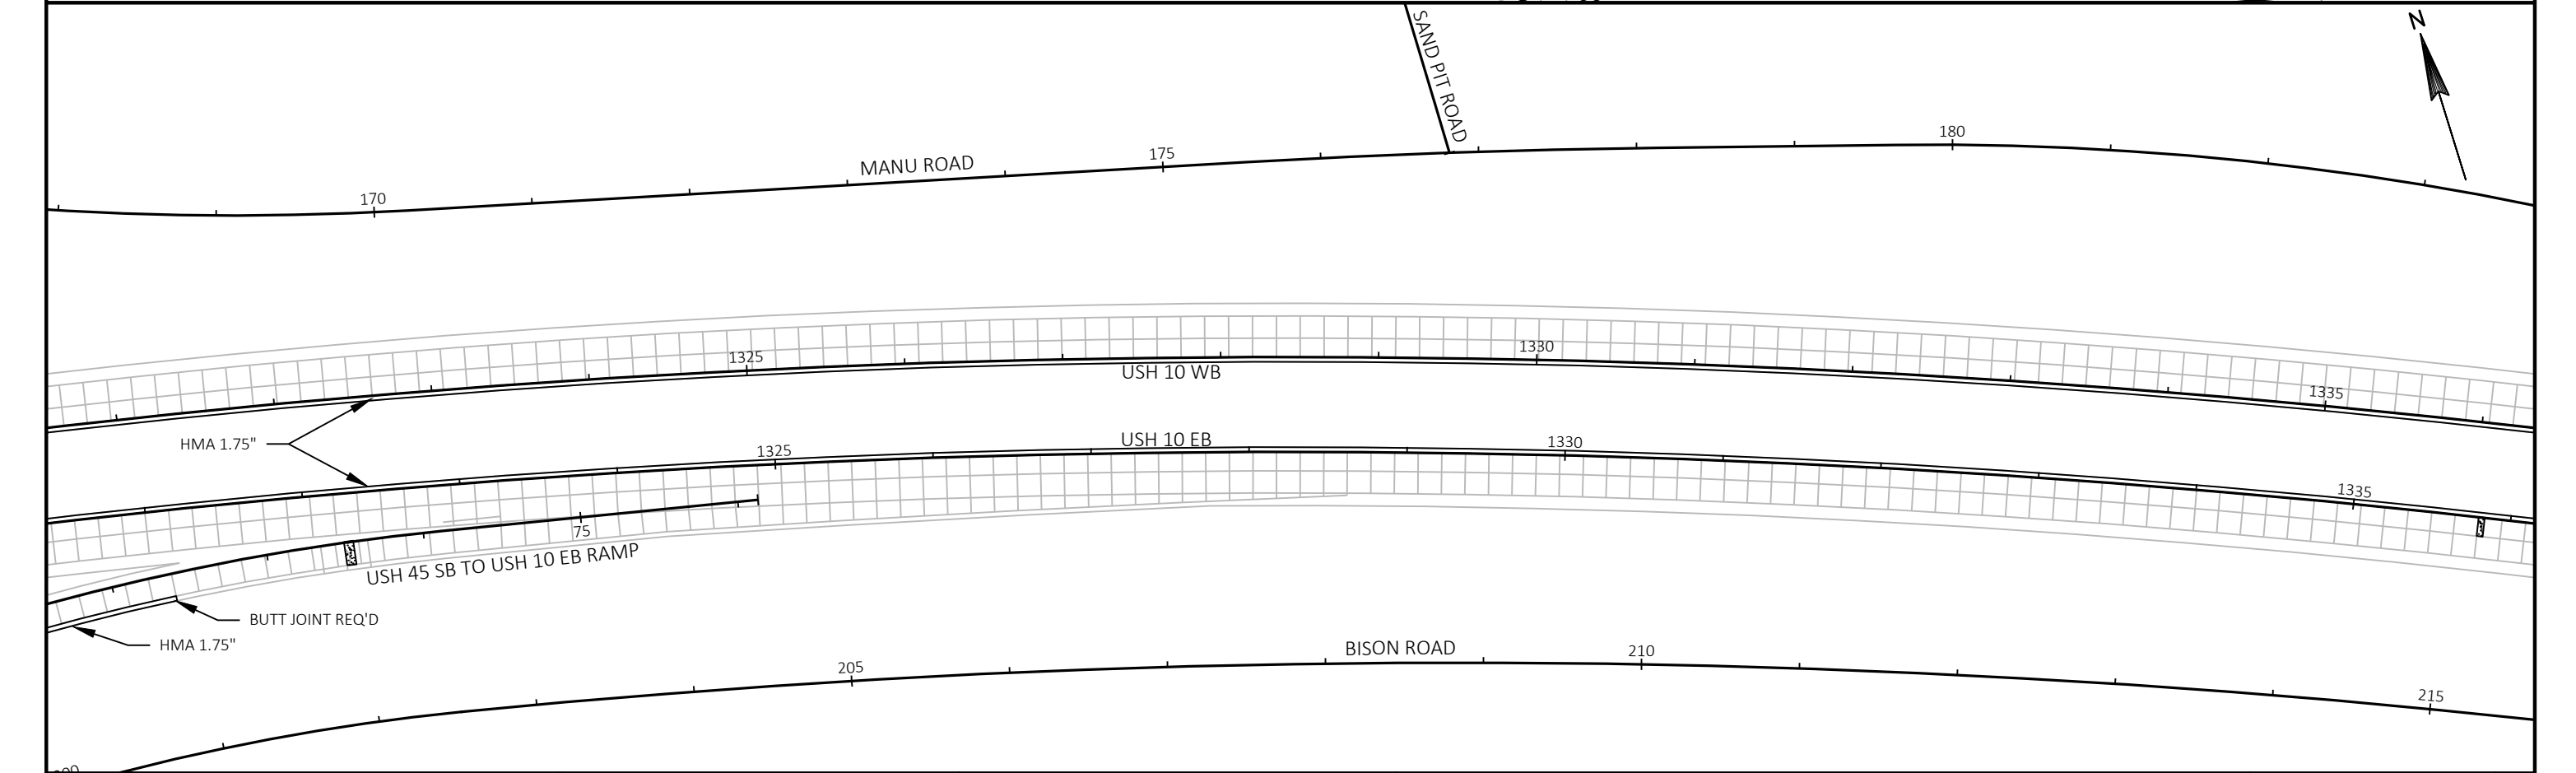 N
SAND PIT ROAD
180
175
MANU ROAD
170
1325
1330
USH 10 WB
1335
HMA 1.75"
USH 10 EB
1325
1330
1335
75
USH 45 SB TO USH 10 EB RAMP
BUTT JOINT REQ'D
HMA 1.75"
BISON ROAD
205
210
215